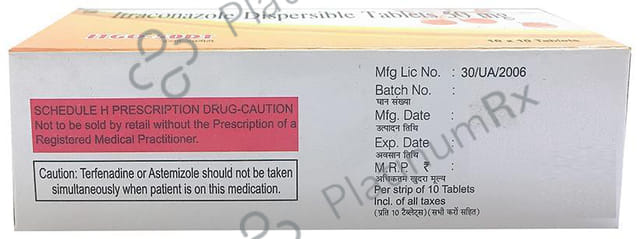 Itraconazole Dispersible Tablets 50 mg
10 x 10 Tablets
SCHEDULE H PRESCRIPTION DRUG-CAUTION
Not to be sold by retail without the Prescription of a
Registered Medical Practitioner.
Caution: Terfenadine or Astemizole should not be taken
simultaneously when patient is on this medication.
Mfg Lic No. : 30/UA/2006
Batch No. :
घान संख्या
Mfg. Date :
उत्पादन तिथि
Exp. Date :
अवसान तिथि
M.R.P ₹ :
अधिकतम खुदरा मूल्य
Per strip of 10 Tablets
Incl. of all taxes
(प्रति 10 टैब्लेट्स) (सभी करों सहित)
PlatinumRx